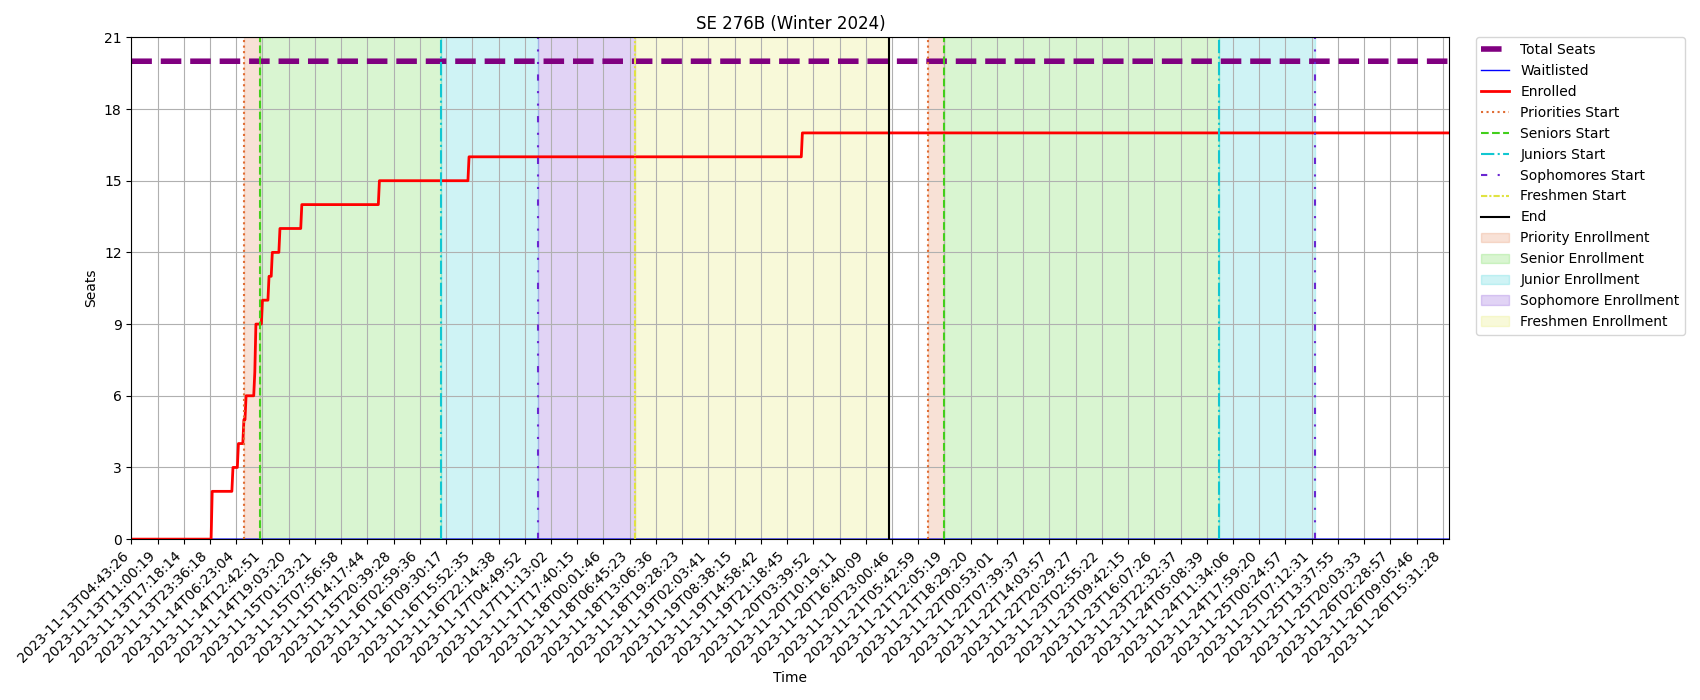 SE 276B (Winter 2024)
21
18
15
12
9
6
3
0
Seats
2023-11-13T04:43:26
2023-11-13T11:00:19
2023-11-13T17:18:14
2023-11-13T23:36:18
2023-11-14T06:23:04
2023-11-14T12:42:51
2023-11-14T19:03:20
2023-11-15T01:23:21
2023-11-15T07:56:58
2023-11-15T14:17:44
2023-11-15T20:39:28
2023-11-16T02:59:36
2023-11-16T09:30:17
2023-11-16T15:52:35
2023-11-16T22:14:38
2023-11-17T04:49:52
2023-11-17T11:13:02
2023-11-17T17:40:15
2023-11-18T00:01:46
2023-11-18T06:45:23
2023-11-18T13:06:36
2023-11-18T19:28:23
2023-11-19T02:03:41
2023-11-19T08:38:15
2023-11-19T14:58:42
2023-11-19T21:18:45
2023-11-20T03:39:52
2023-11-20T10:19:11
2023-11-20T16:40:09
2023-11-20T23:00:46
2023-11-21T05:42:59
2023-11-21T12:05:19
2023-11-21T18:29:20
2023-11-22T00:53:01
2023-11-22T07:39:37
2023-11-22T14:03:57
2023-11-22T20:29:27
2023-11-23T02:55:22
2023-11-23T09:42:15
2023-11-23T16:07:26
2023-11-23T22:32:37
2023-11-24T05:08:39
2023-11-24T11:34:06
2023-11-24T17:59:20
2023-11-25T00:24:57
2023-11-25T07:12:31
2023-11-25T13:37:55
2023-11-25T20:03:33
2023-11-26T02:28:57
2023-11-26T09:05:46
2023-11-26T15:31:28
Time
Total Seats
Waitlisted
Enrolled
Priorities Start
Seniors Start
Juniors Start
Sophomores Start
Freshmen Start
End
Priority Enrollment
Senior Enrollment
Junior Enrollment
Sophomore Enrollment
Freshmen Enrollment